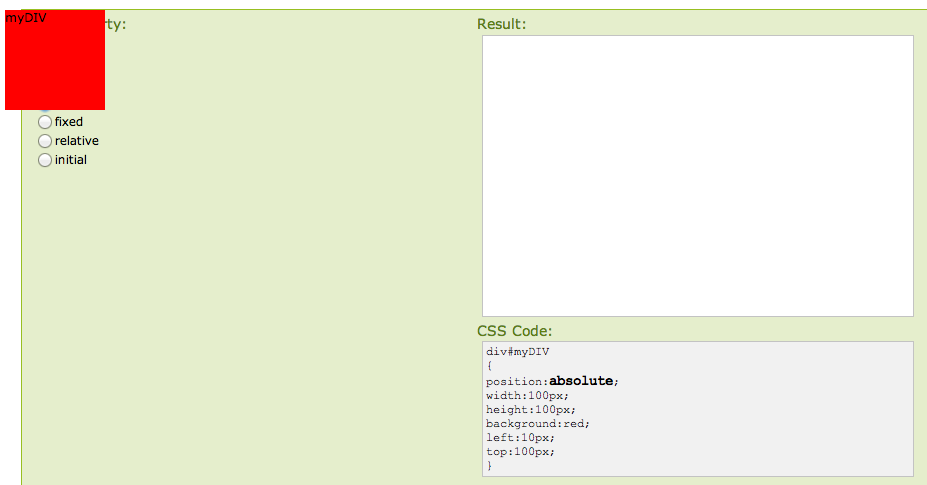 myDIV
rty:
fixed
relative
initial
Result:
CSS Code:
div#myDIV
{
position:absolute;
width:100px;
height:100px;
background:red;
left:10px;
top:100px;
}